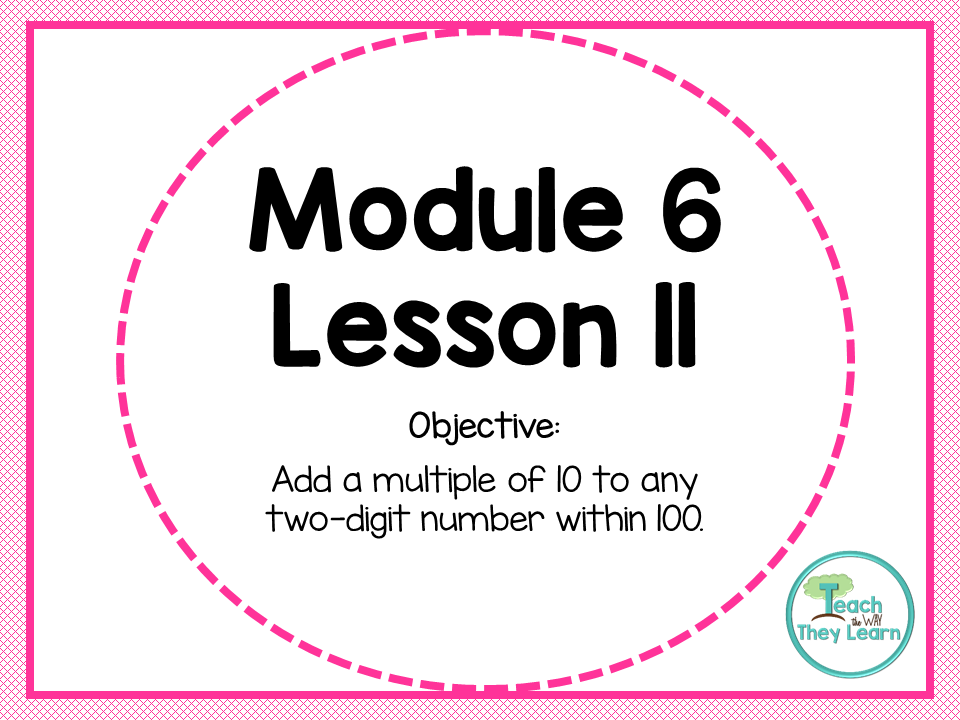 Module 6
Lesson 11
Objective:
Add a multiple of 10 to any
two-digit number within 100.
Teach
the WAY
They Learn